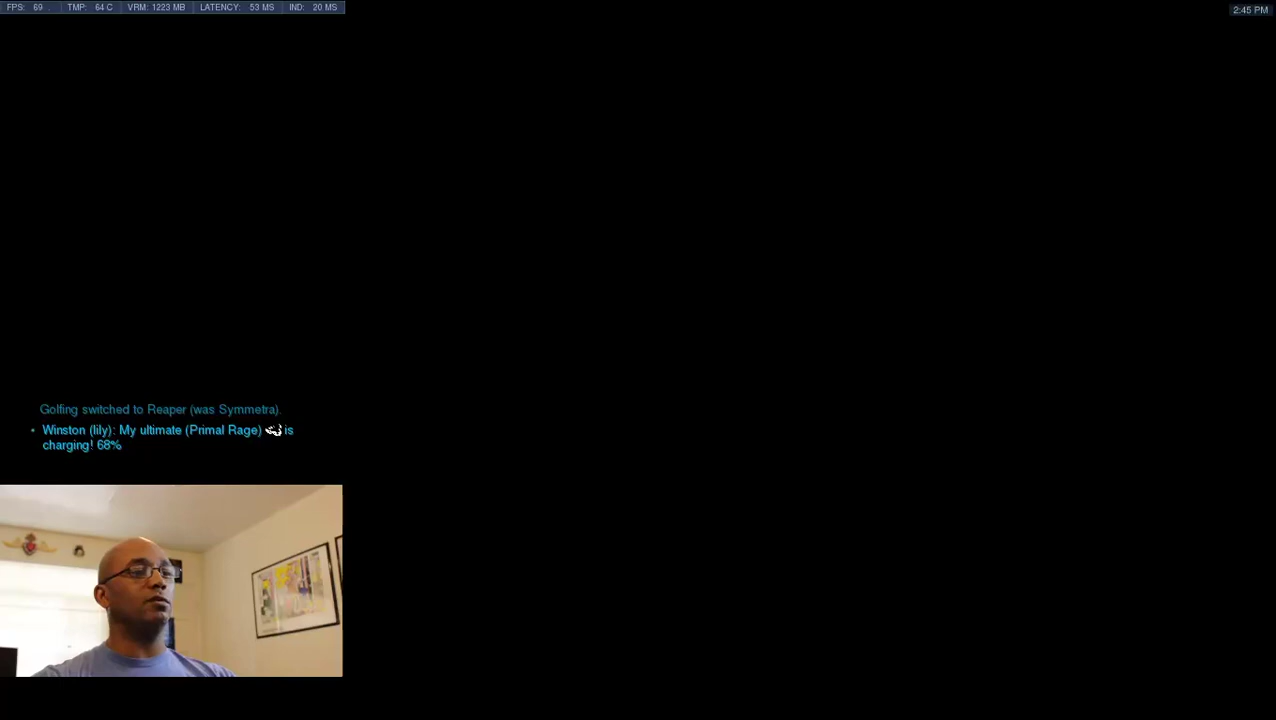 FPS: 69 . TMP: 64 C VRM: 1223 MB LATENCY: 53 MS IND: 20 MS
2:45 PM
Golfing switched to Reaper (was Symmetra).
• Winston (lily): My ultimate (Primal Rage) is
charging! 68%